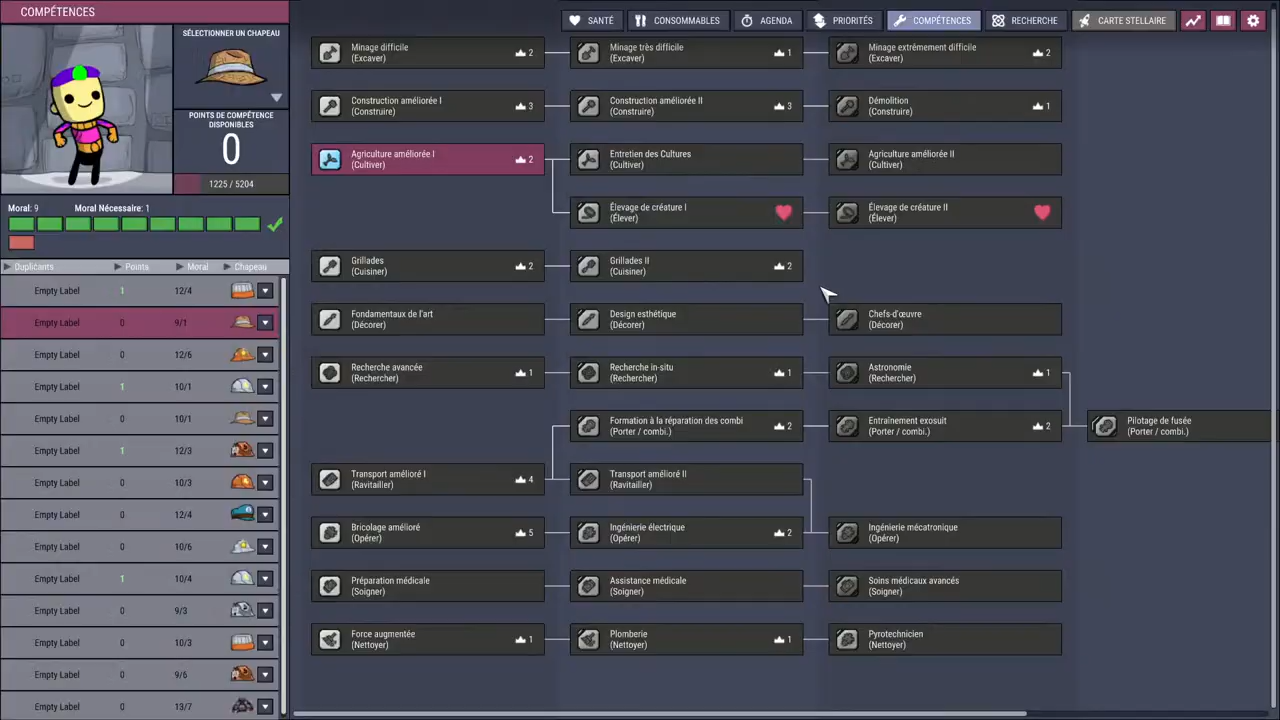 COMPÉTENCES
SANTÉ
CONSOMMABLES
AGENDA
PRIORITÉS
COMPÉTENCES
RECHERCHE
CARTE STELLAIRE
SÉLECTIONNER UN CHAPEAU
POINTS DE COMPÉTENCE
DISPONIBLES
0
1225 / 5204
Moral: 9
Moral Nécessaire: 1
Duplicants
Points
Moral
Chapeau
Empty Label 1 12/4
Empty Label 0 9/1
Empty Label 0 12/6
Empty Label 1 10/1
Empty Label 0 10/1
Empty Label 1 12/3
Empty Label 0 10/3
Empty Label 0 12/4
Empty Label 0 10/6
Empty Label 1 10/4
Empty Label 0 9/3
Empty Label 0 10/3
Empty Label 0 9/6
Empty Label 0 13/7
Minage difficile
(Excaver)
2
Minage très difficile
(Excaver)
1
Minage extrêmement difficile
(Excaver)
2
Construction améliorée I
(Construire)
3
Construction améliorée II
(Construire)
3
Démolition
(Construire)
1
Agriculture améliorée I
(Cultiver)
2
Entretien des Cultures
(Cultiver)
Agriculture améliorée II
(Cultiver)
Élevage de créature I
(Élever)
Élevage de créature II
(Élever)
Grillades
(Cuisiner)
2
Grillades II
(Cuisiner)
2
Fondamentaux de l'art
(Décorer)
Design esthétique
(Décorer)
Chefs-d'œuvre
(Décorer)
Recherche avancée
(Rechercher)
1
Recherche in-situ
(Rechercher)
1
Astronomie
(Rechercher)
1
Formation à la réparation des combi
(Porter / combi.)
2
Entraînement exosuit
(Porter / combi.)
2
Pilotage de fusée
(Porter / combi.)
Transport amélioré I
(Ravitailler)
4
Transport amélioré II
(Ravitailler)
Bricolage amélioré
(Opérer)
5
Ingénierie électrique
(Opérer)
2
Ingénierie mécatronique
(Opérer)
Préparation médicale
(Soigner)
Assistance médicale
(Soigner)
Soins médicaux avancés
(Soigner)
Force augmentée
(Nettoyer)
1
Plomberie
(Nettoyer)
1
Pyrotechnicien
(Nettoyer)